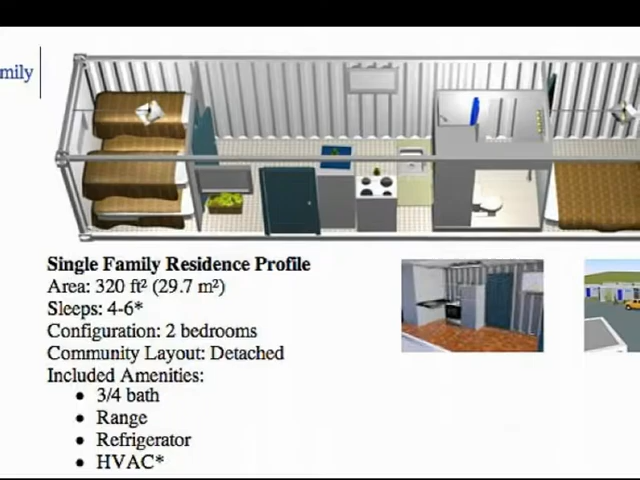 mily
Single Family Residence Profile
Area: 320 ft² (29.7 m²)
Sleeps: 4-6*
Configuration: 2 bedrooms
Community Layout: Detached
Included Amenities:
• 3/4 bath
• Range
• Refrigerator
• HVAC*